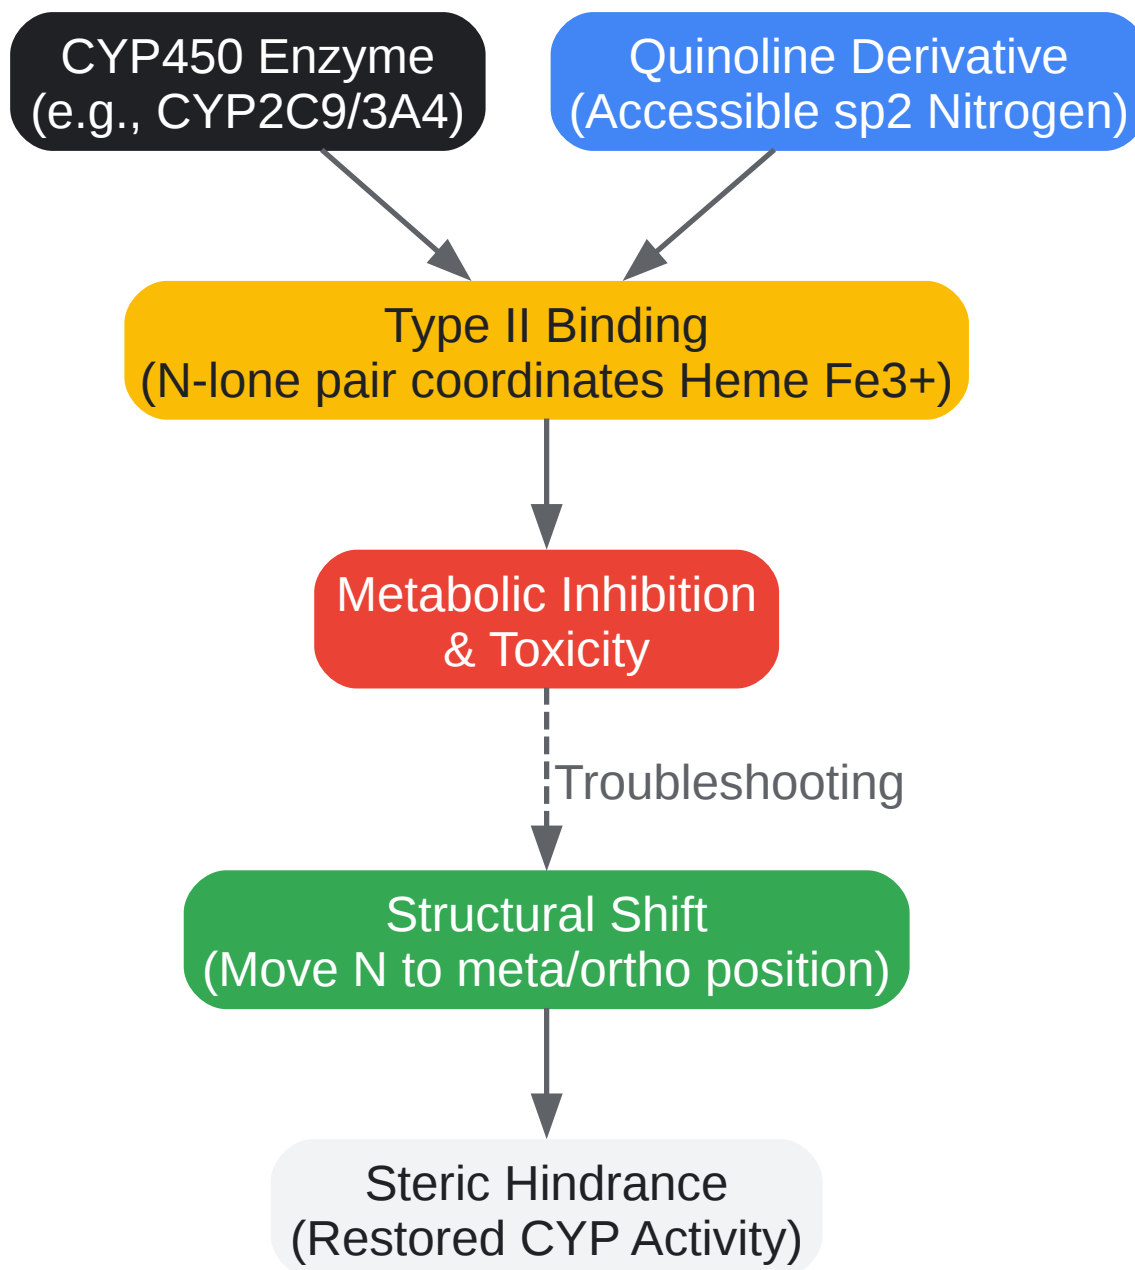 CYP450 Enzyme
(e.g., CYP2C9/3A4)
Quinoline Derivative
(Accessible sp2 Nitrogen)
Type II Binding
(N-lone pair coordinates Heme Fe3+)
Metabolic Inhibition
& Toxicity
Troubleshooting
Structural Shift
(Move N to meta/ortho position)
Steric Hindrance
(Restored CYP Activity)